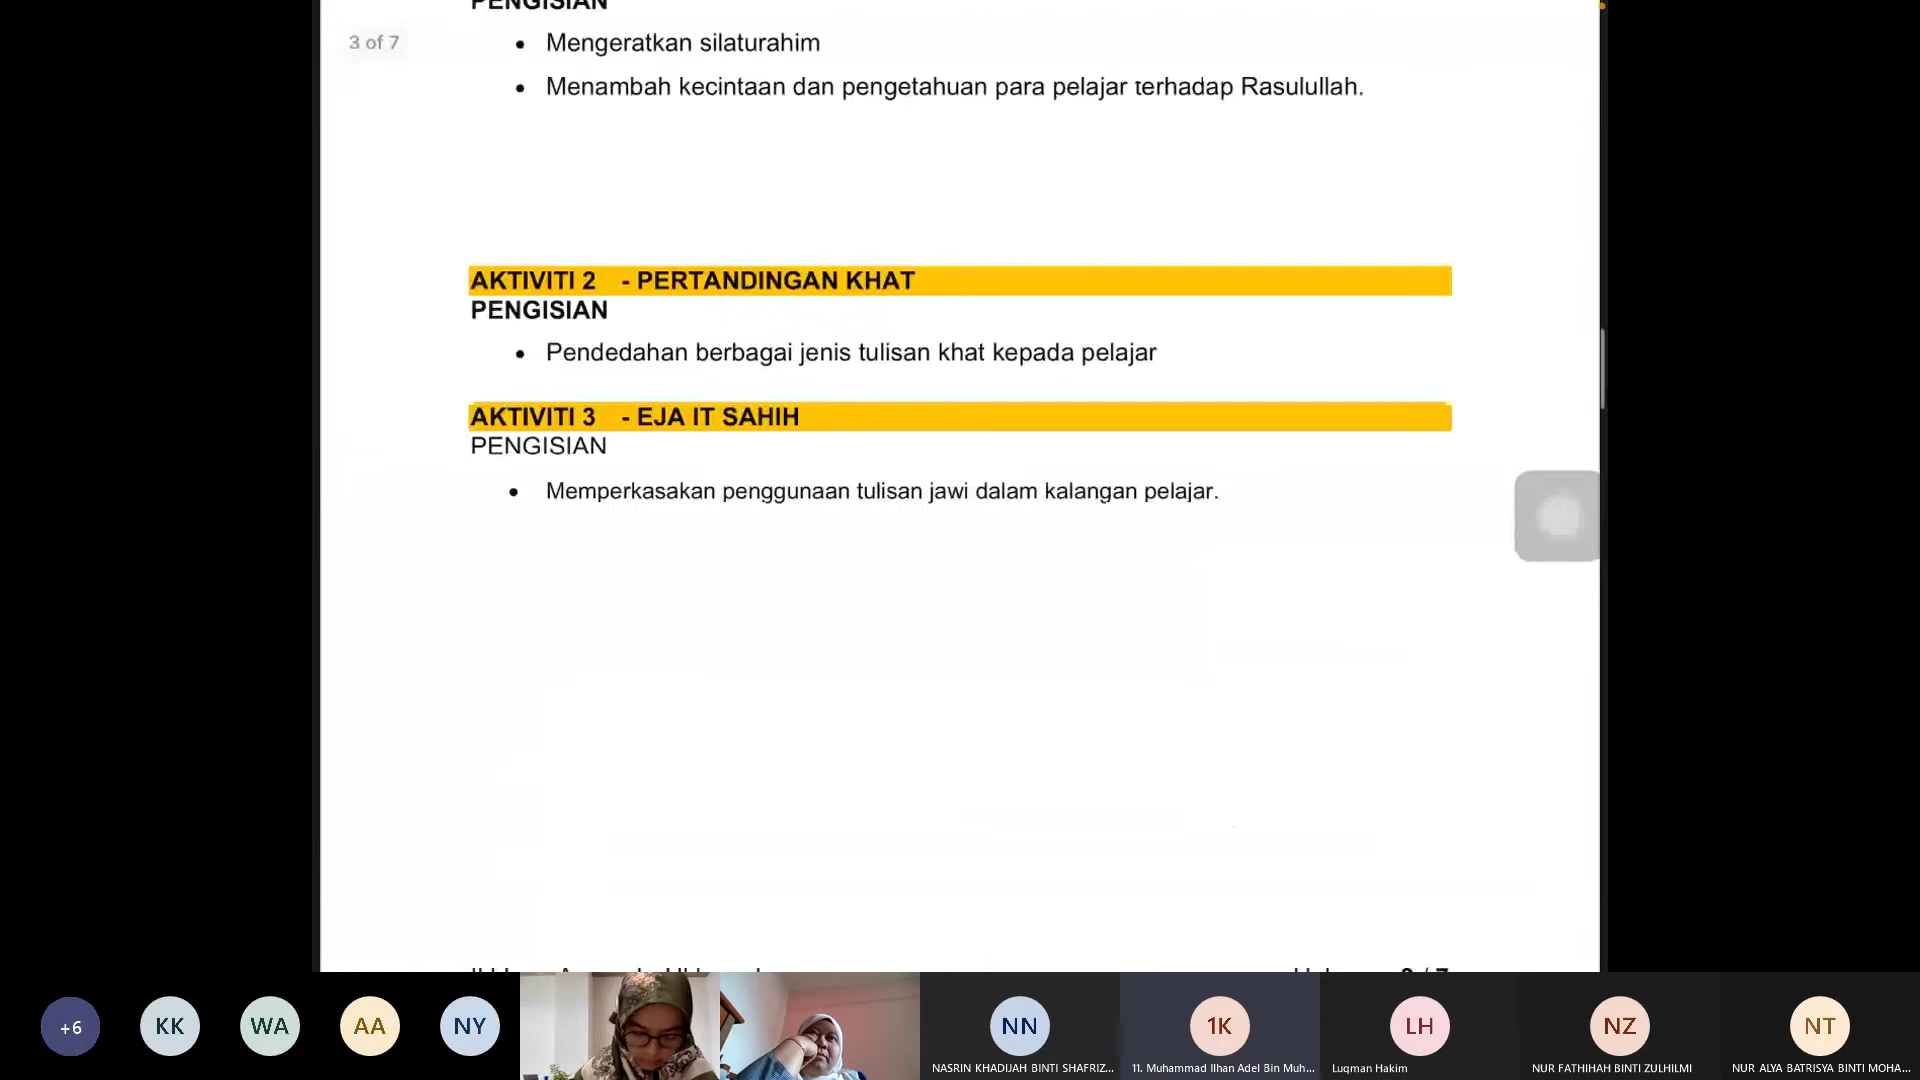 PENGISIAN
3 of 7
• Mengeratkan silaturahim
• Menambah kecintaan dan pengetahuan para pelajar terhadap Rasulullah.
AKTIVITI 2 - PERTANDINGAN KHAT
PENGISIAN
• Pendedahan berbagai jenis tulisan khat kepada pelajar
AKTIVITI 3 - EJA IT SAHIH
PENGISIAN
• Memperkasakan penggunaan tulisan jawi dalam kalangan pelajar.
+6
KK
WA
AA
NY
NN
1K
LH
NZ
NT
NASRIN KHADIJAH BINTI SHAFRIZ...
11. Muhammad Ilhan Adel Bin Muh...
Luqman Hakim
NUR FATHIHAH BINTI ZULHILMI
NUR ALYA BATRISYA BINTI MOHA...